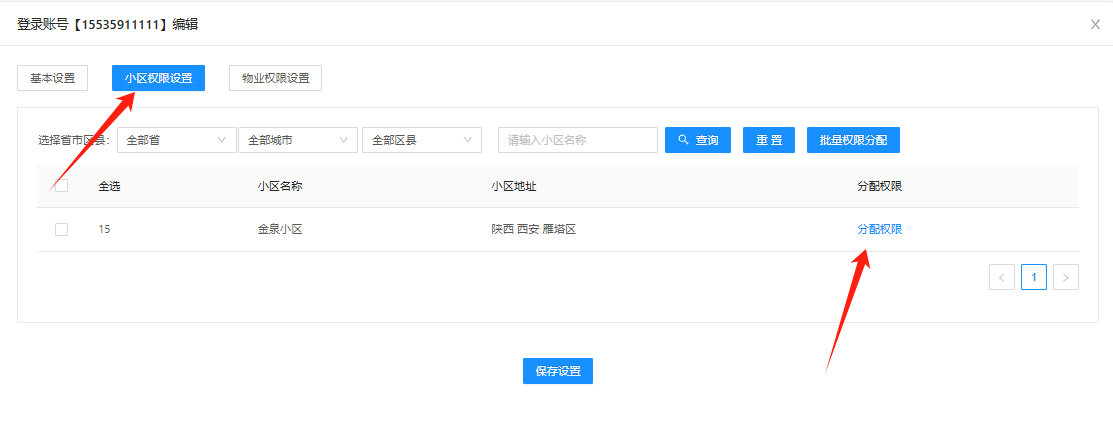 登录账号【15535911111】编辑
基本设置 小区权限设置 物业权限设置
选择省市区县： 全部省 全部城市 全部区县 请输入小区名称 查询 重 置 批量权限分配
全选 小区名称 小区地址 分配权限
15 金泉小区 陕西 西安 雁塔区 分配权限
< 1 >
保存设置